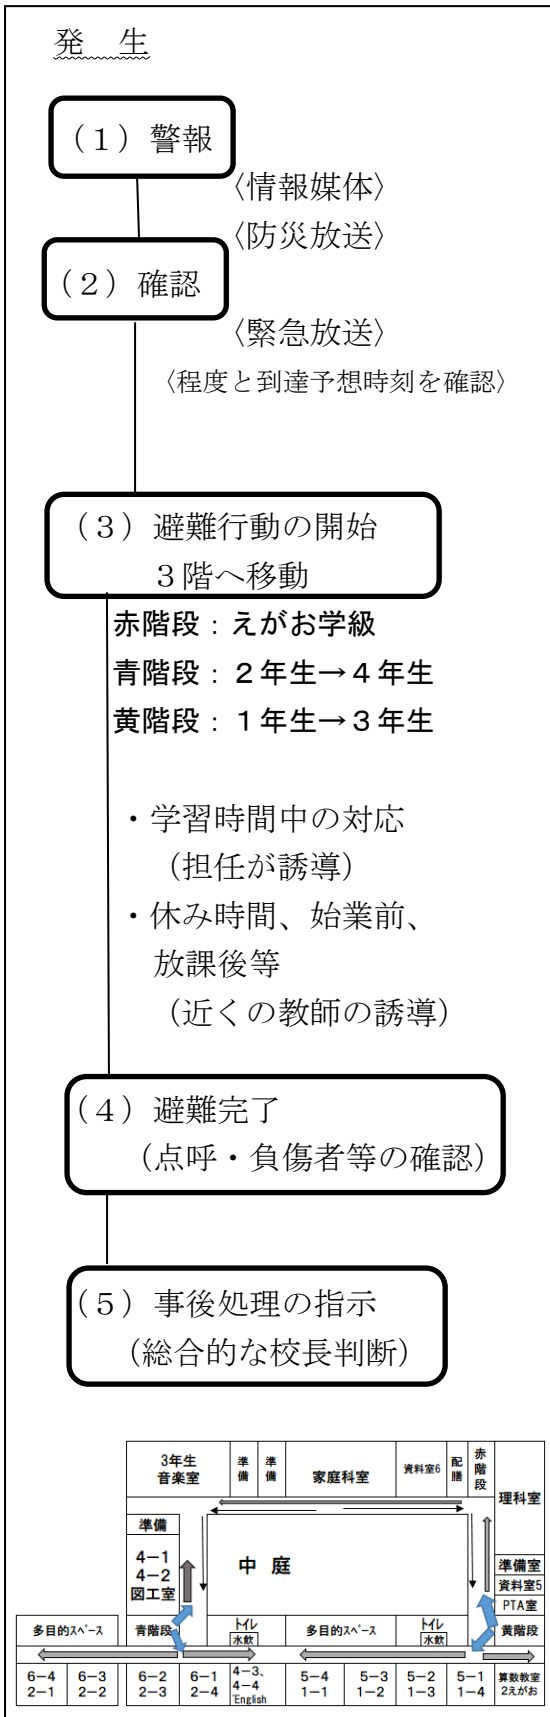 発　生
（１）警報
〈情報媒体〉
〈防災放送〉
（２）確認
〈緊急放送〉
〈程度と到達予想時刻を確認〉
（３）避難行動の開始
３階へ移動
赤階段：えがお学級
青階段：２年生→４年生
黄階段：１年生→３年生
・学習時間中の対応
（担任が誘導）
・休み時間、始業前、
放課後等
（近くの教師の誘導）
（４）避難完了
（点呼・負傷者等の確認）
（５）事後処理の指示
（総合的な校長判断）
3年生
音楽室
準備
準備
家庭科室
資料室6
配膳
赤階段
理科室
準備
4－1
4－2
図工室
中　庭
準備室
資料室5
PTA室
多目的スペース
青階段
トイレ
水飲
多目的スペース
トイレ
水飲
黄階段
6－4
2－1
6－3
2－2
6－2
2－3
6－1
2－4
4－3、
4－4
English
5－4
1－1
5－3
1－2
5－2
1－3
5－1
1－4
算数教室
2えがお